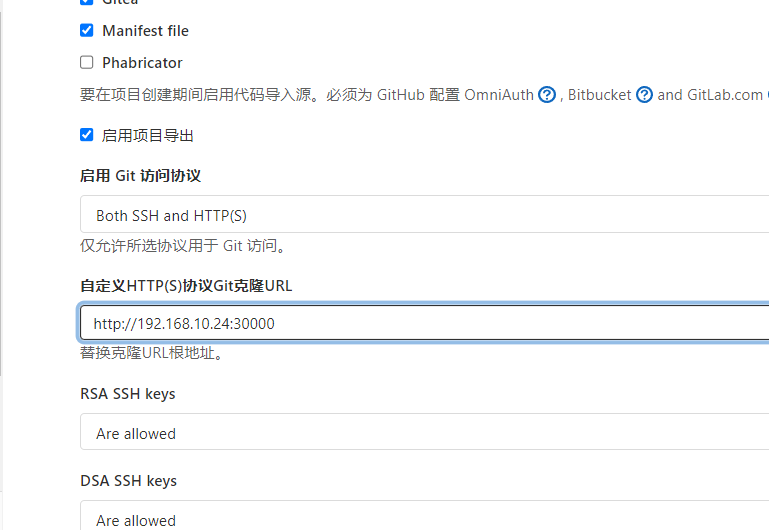 Gitea
Manifest file
Phabricator
要在项目创建期间启用代码导入源。必须为 GitHub 配置 OmniAuth ? , Bitbucket ? and GitLab.com
启用项目导出
启用 Git 访问协议
Both SSH and HTTP(S)
仅允许所选协议用于 Git 访问。
自定义HTTP(S)协议Git克隆URL
http://192.168.10.24:30000
替换克隆URL根地址。
RSA SSH keys
Are allowed
DSA SSH keys
Are allowed